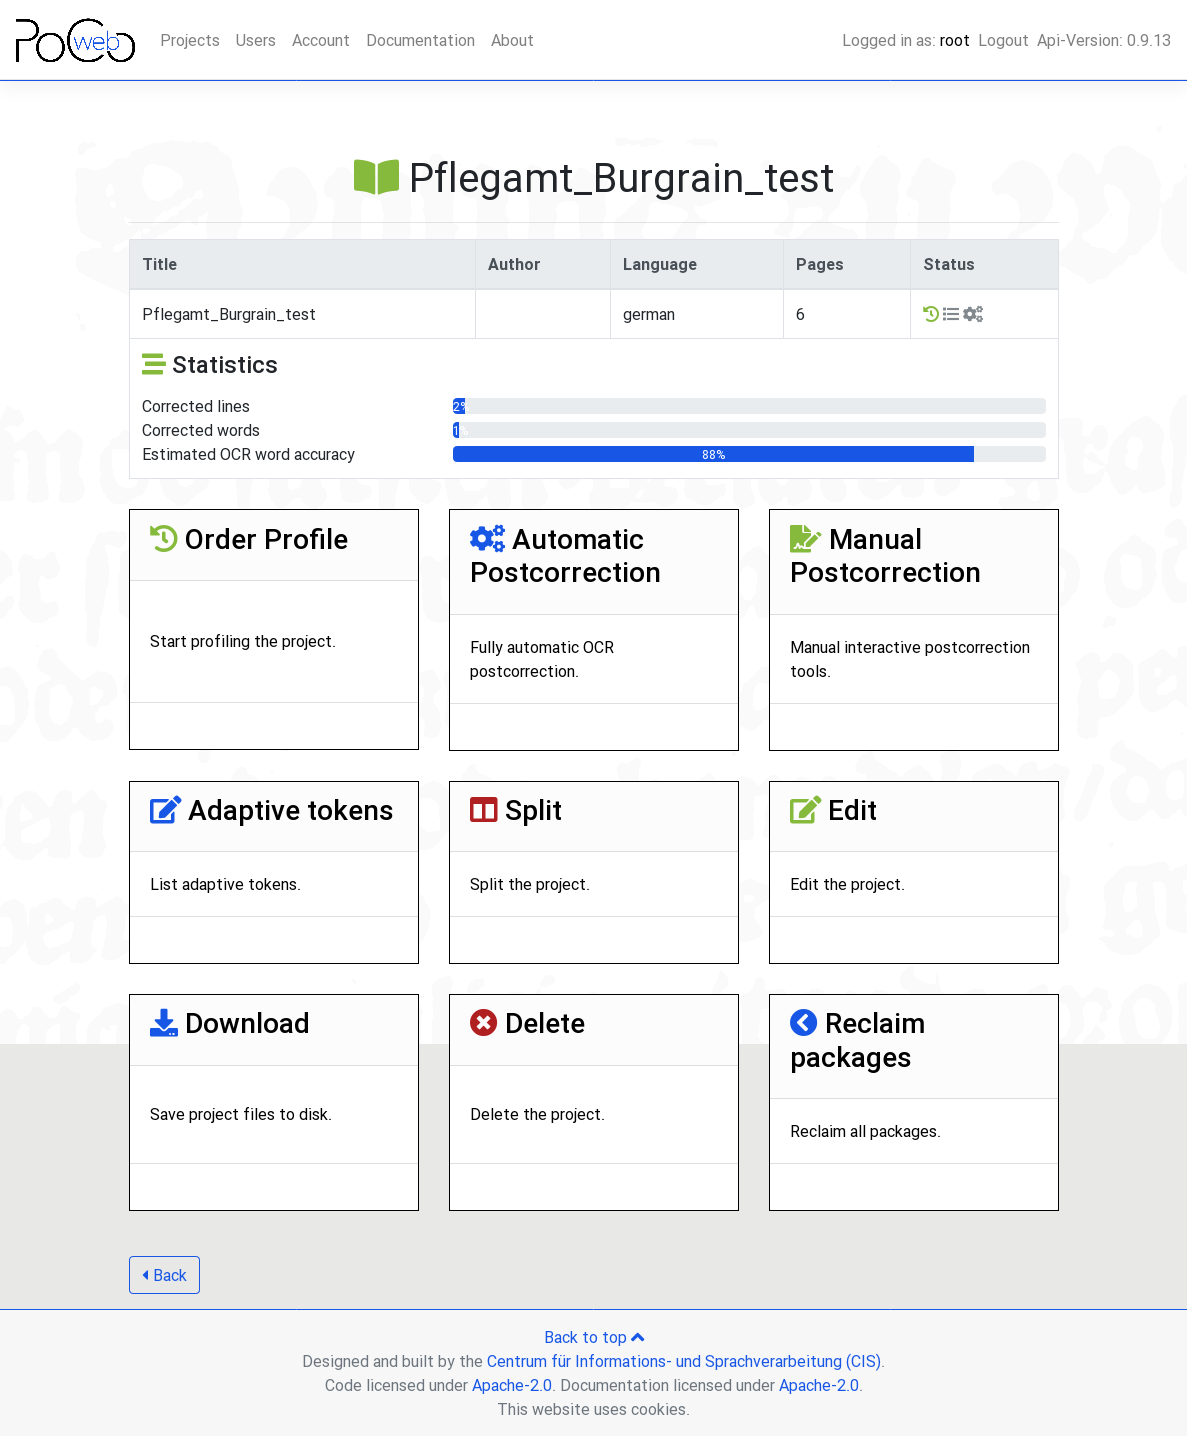 PoCoweb
Projects Users Account Documentation About
Logged in as: root Logout Api-Version: 0.9.13
Pflegamt_Burgrain_test
Title Author Language Pages Status
Pflegamt_Burgrain_test german 6
Statistics
Corrected lines 2%
Corrected words 1%
Estimated OCR word accuracy 88%
Order Profile
Start profiling the project.
Automatic
Postcorrection
Fully automatic OCR
postcorrection.
Manual
Postcorrection
Manual interactive postcorrection
tools.
Adaptive tokens
List adaptive tokens.
Split
Split the project.
Edit
Edit the project.
Download
Save project files to disk.
Delete
Delete the project.
Reclaim
packages
Reclaim all packages.
Back
Back to top
Designed and built by the Centrum für Informations- und Sprachverarbeitung (CIS).
Code licensed under Apache-2.0. Documentation licensed under Apache-2.0.
This website uses cookies.